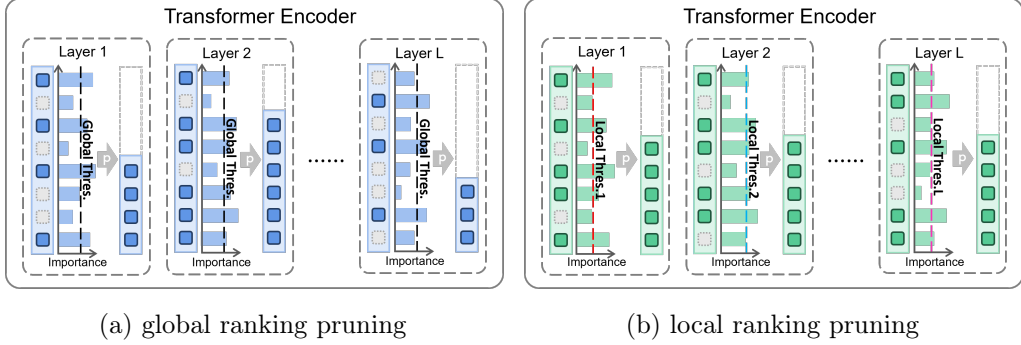 Transformer Encoder
Layer 1
Layer 2
Layer L
Global Thres.
P
Global Thres.
P
......
Global Thres.
P
Importance
Importance
Importance
Transformer Encoder
Layer 1
Layer 2
Layer L
Local Thres.1
P
Local Thres.2
P
......
Local Thres.L
P
Importance
Importance
Importance
(a) global ranking pruning
(b) local ranking pruning